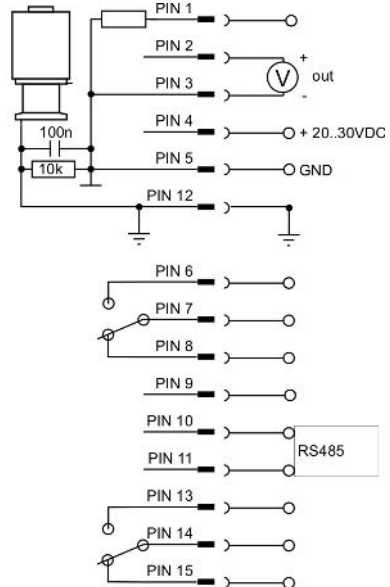 PIN 1
PIN 2
+
V
out
PIN 3
-
PIN 4
+ 20..30VDC
100n
PIN 5
GND
10k
PIN 12
PIN 6
PIN 7
PIN 8
PIN 9
PIN 10
RS485
PIN 11
PIN 13
PIN 14
PIN 15